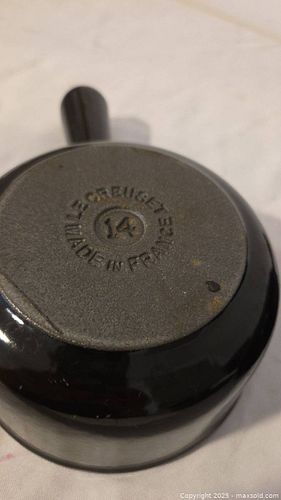 LE CREUSET
14
MADE IN FRANCE
Copyright © 2023 - maxsold.com